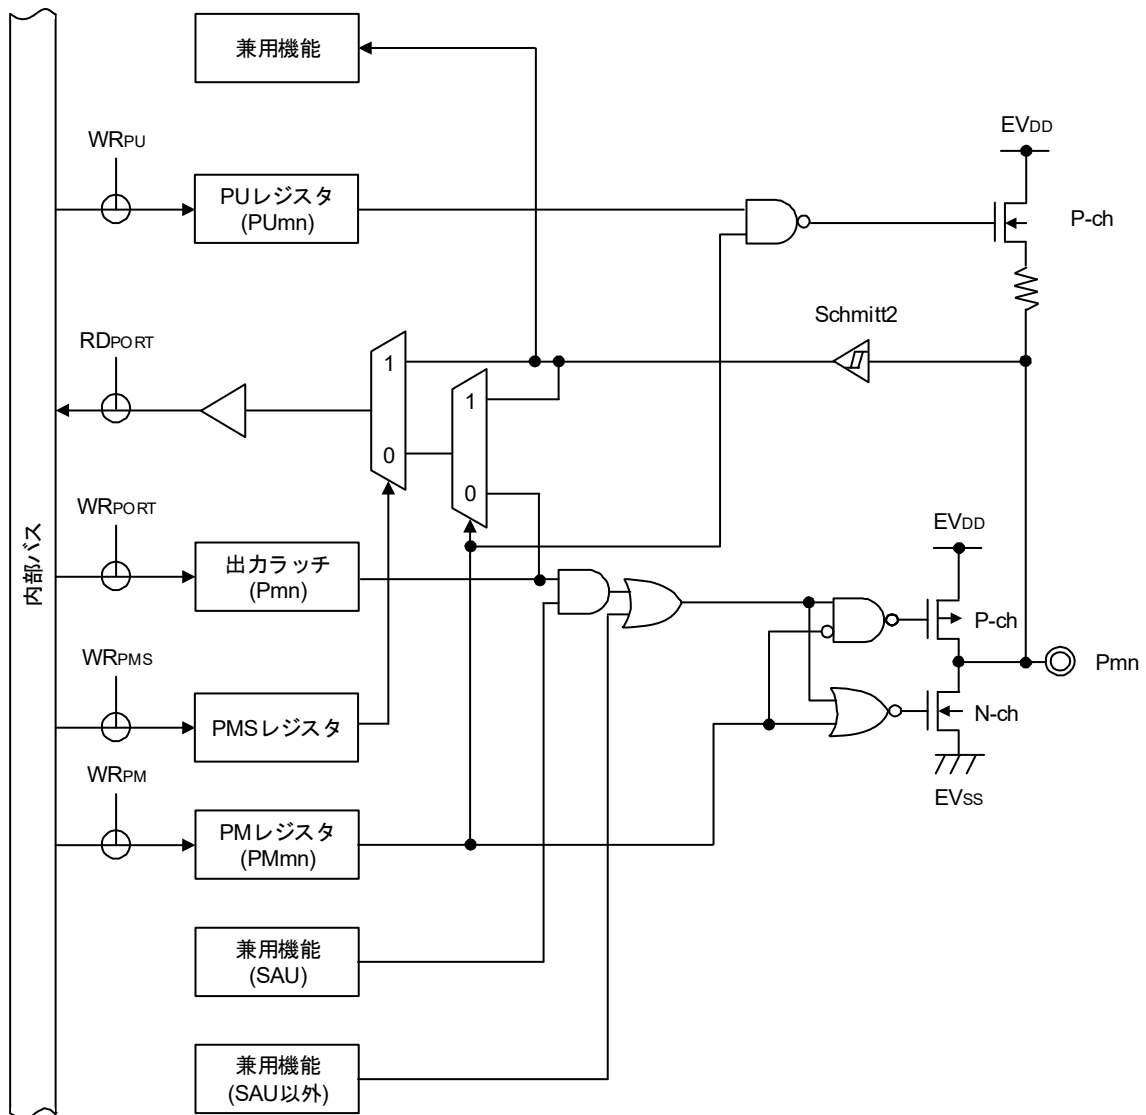 兼用機能
WRPU
EVDD
PUレジスタ
(PUmn)
P-ch
RDPORT
Schmitt2
1
1
0
0
WRPORT
EVDD
内部バス
出力ラッチ
(Pmn)
P-ch
WRPMS
Pmn
PMSレジスタ
N-ch
WRPM
EVSS
PMレジスタ
(PMmn)
兼用機能
(SAU)
兼用機能
(SAU以外)